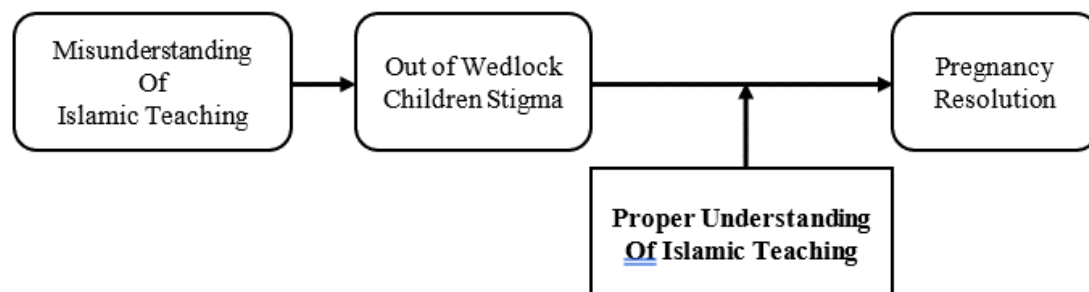 Misunderstanding
Of
Islamic Teaching
Out of Wedlock
Children Stigma
Pregnancy
Resolution
Proper Understanding
Of Islamic Teaching